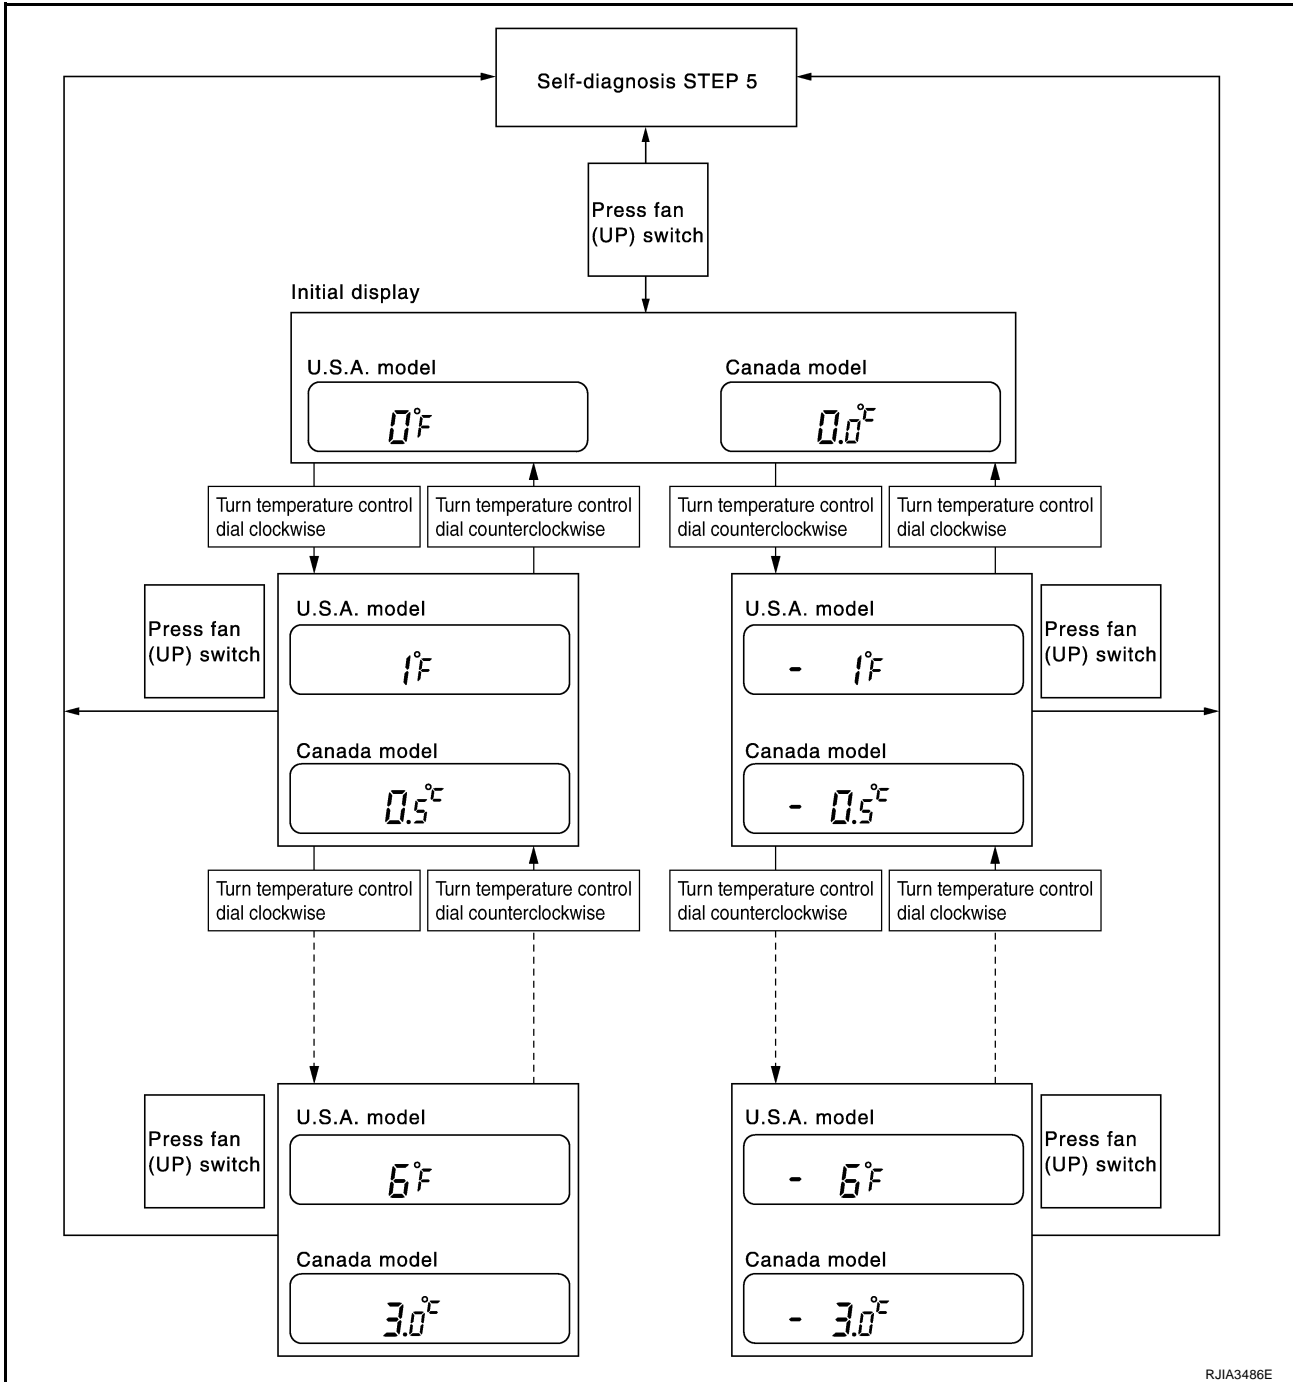 Self-diagnosis STEP 5
Press fan
(UP) switch
Initial display
U.S.A. model
Canada model
0°F
0.0°C
Turn temperature control
dial clockwise
Turn temperature control
dial counterclockwise
Turn temperature control
dial counterclockwise
Turn temperature control
dial clockwise
Press fan
(UP) switch
U.S.A. model
1°F
Canada model
0.5°C
U.S.A. model
- 1°F
Canada model
- 0.5°C
Press fan
(UP) switch
Turn temperature control
dial clockwise
Turn temperature control
dial counterclockwise
Turn temperature control
dial counterclockwise
Turn temperature control
dial clockwise
Press fan
(UP) switch
U.S.A. model
6°F
Canada model
3.0°C
U.S.A. model
- 6°F
Canada model
- 3.0°C
Press fan
(UP) switch
RJIA3486E